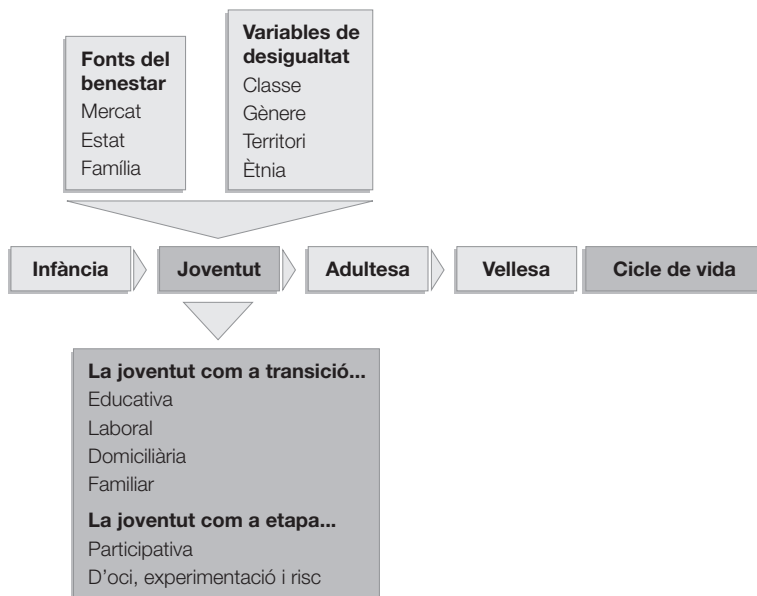 Fonts del
benestar
Mercat
Estat
Família
Variables de
desigualtat
Classe
Gènere
Territori
Ètnia
Infància
Joventut
Adultesa
Vellesa
Cicle de vida
La joventut com a transició...
Educativa
Laboral
Domiciliària
Familiar
La joventut com a etapa...
Participativa
D'oci, experimentació i risc